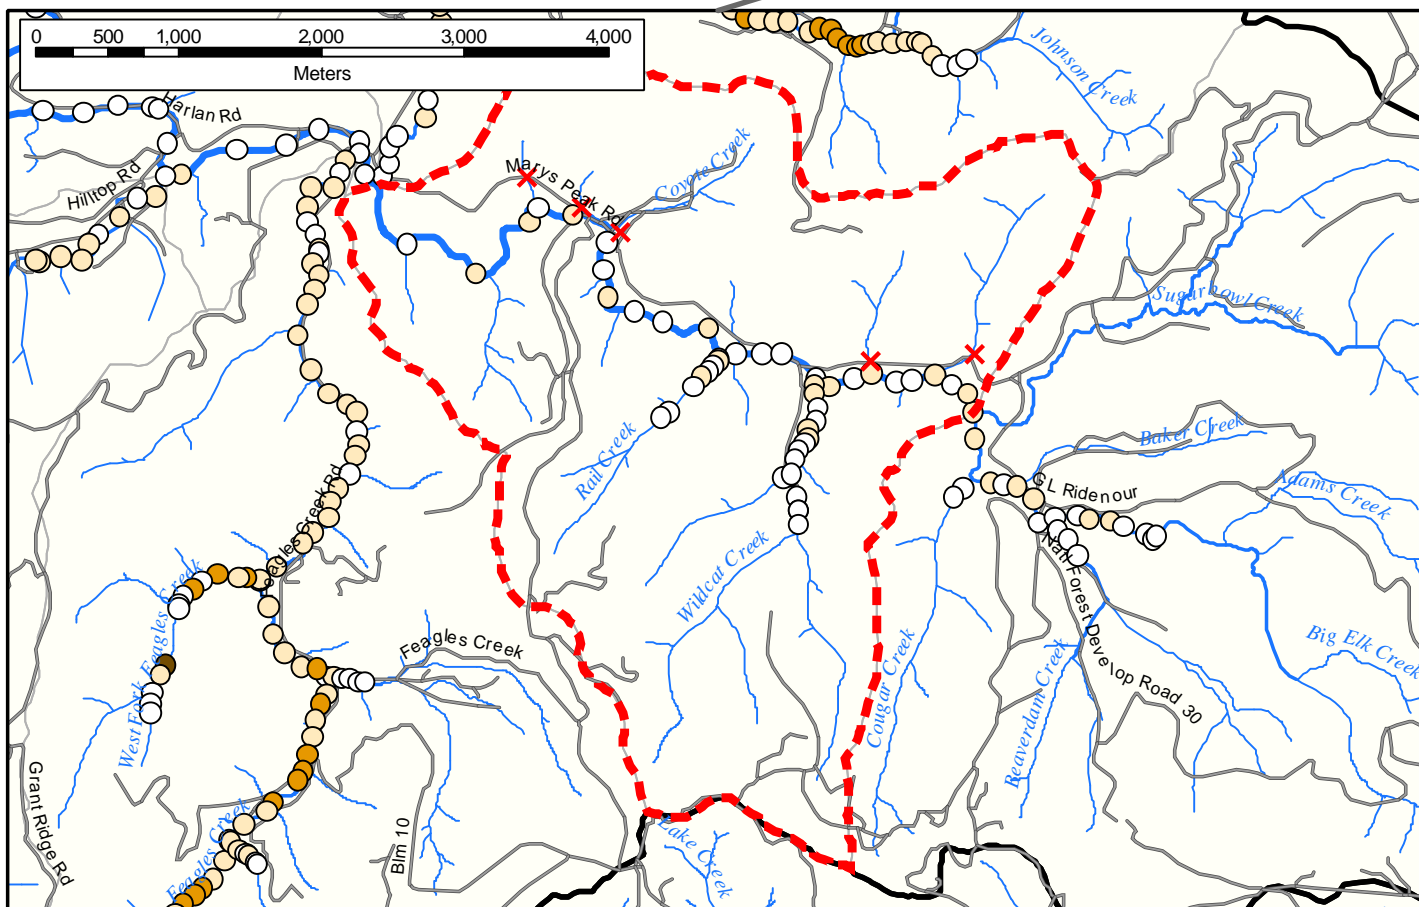 0 500 1,000 2,000 3,000 4,000
Meters
Johnson Creek
Harlan Rd
Marys Peak Rd
Coyote Creek
Hilltop Rd
Sugarbowl Creek
Baker Creek
Rail Creek
GL Ridenour
Adams Creek
Feagles Creek Rd
Natl Forest Develop Road 30
Wildcat Creek
West Fork Feagles Creek
Feagles Creek
Cougar Creek
Beaverdam Creek
Big Elk Creek
Grant Ridge Rd
Blm 10
Lake Creek
Feagles Creek